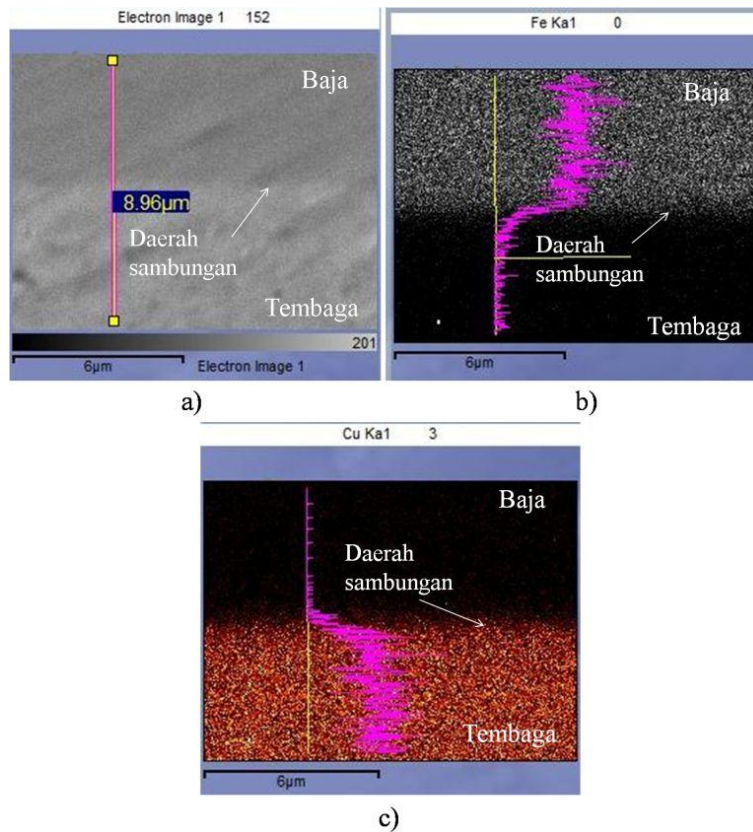 Electron Image 1 152
Baja
8.96µm
Daerah
sambungan
Tembaga
201
6µm
Electron Image 1
a)
Fe Ka1 0
Baja
Daerah
sambungan
Tembaga
6µm
b)
Cu Ka1 3
Baja
Daerah
sambungan
Tembaga
6µm
c)